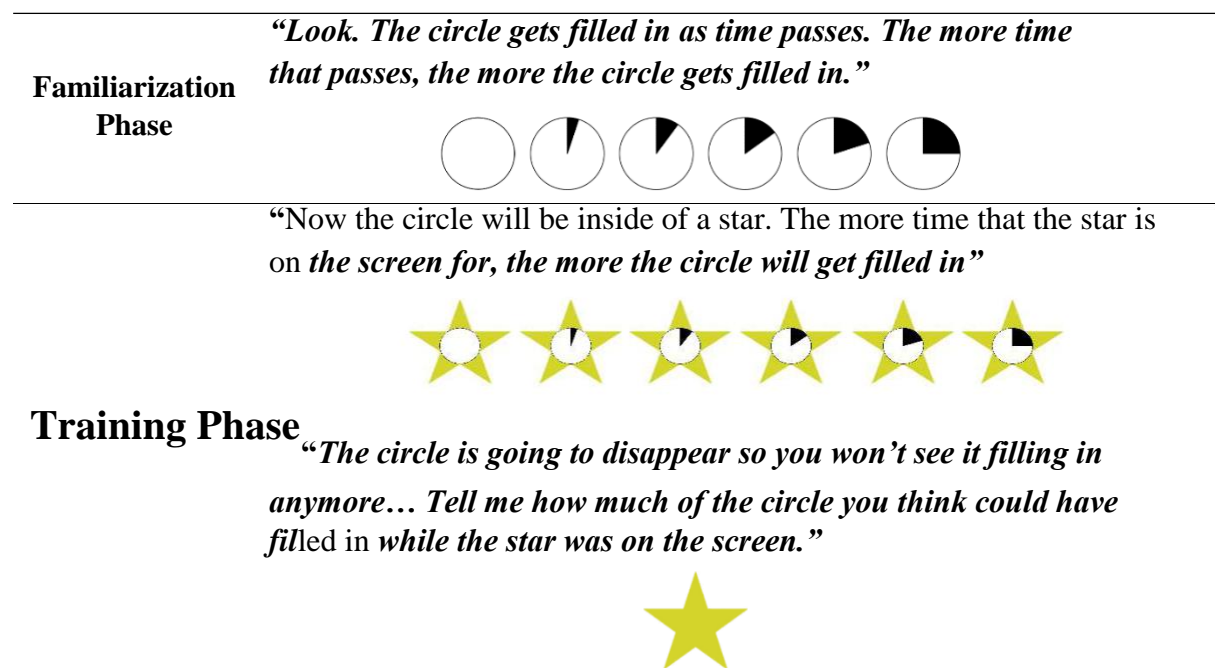 “Look. The circle gets filled in as time passes. The more time
that passes, the more the circle gets filled in.”
Familiarization
Phase
“Now the circle will be inside of a star. The more time that the star is
on the screen for, the more the circle will get filled in”
Training Phase
“The circle is going to disappear so you won’t see it filling in
anymore… Tell me how much of the circle you think could have
filled in while the star was on the screen.”